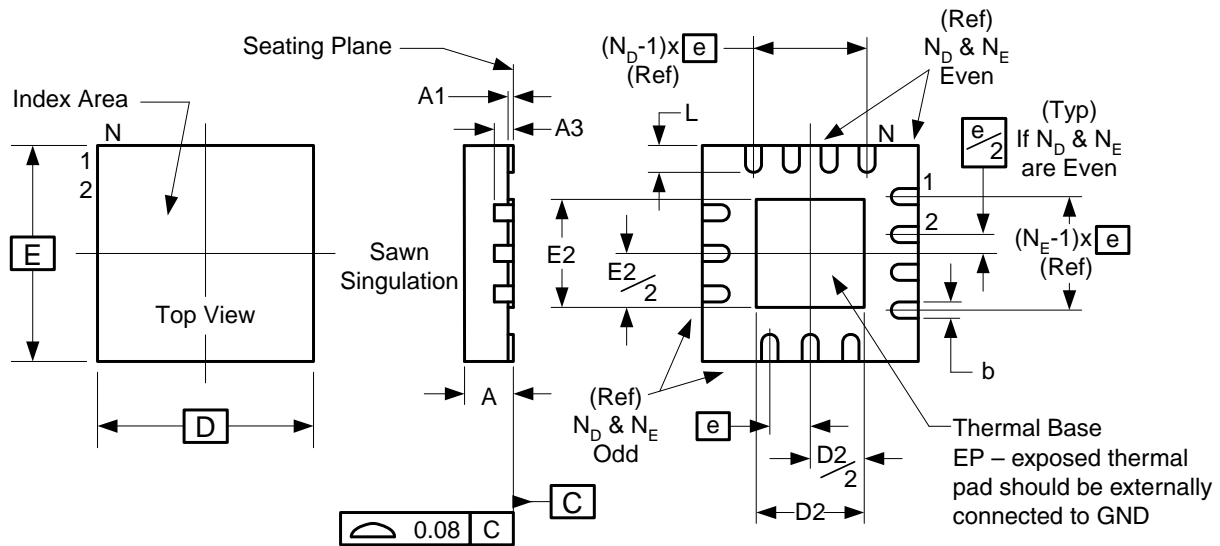 Seating Plane
Index Area
A1
A3
N
1
2
E
Top View
D
Sawn
Singulation
A
0.08 C
C
(N_D-1)x e
(Ref)
(Ref)
N_D & N_E
Even
L
N
e/2
(Typ)
If N_D & N_E
are Even
1
2
(N_E-1)x e
(Ref)
E2
E2/2
b
(Ref)
N_D & N_E
Odd
e
D2/2
D2
Thermal Base
EP – exposed thermal
pad should be externally
connected to GND